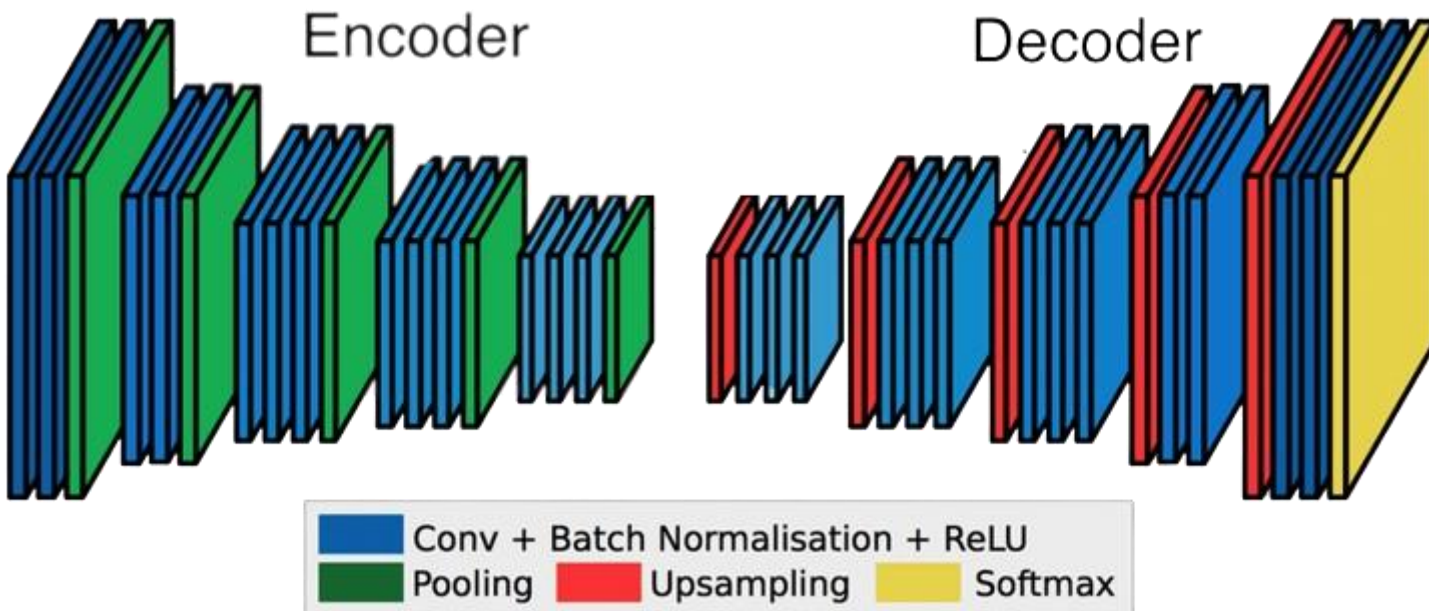 Encoder
Decoder
Conv + Batch Normalisation + ReLU
Pooling Upsampling Softmax